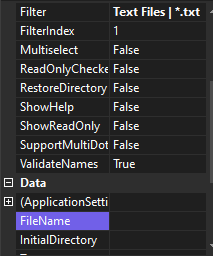 Filter Text Files | *.txt
FilterIndex 1
Multiselect False
ReadOnlyChecke False
RestoreDirectory False
ShowHelp False
ShowReadOnly False
SupportMultiDot False
ValidateNames True
Data
(ApplicationSetti
FileName
InitialDirectory